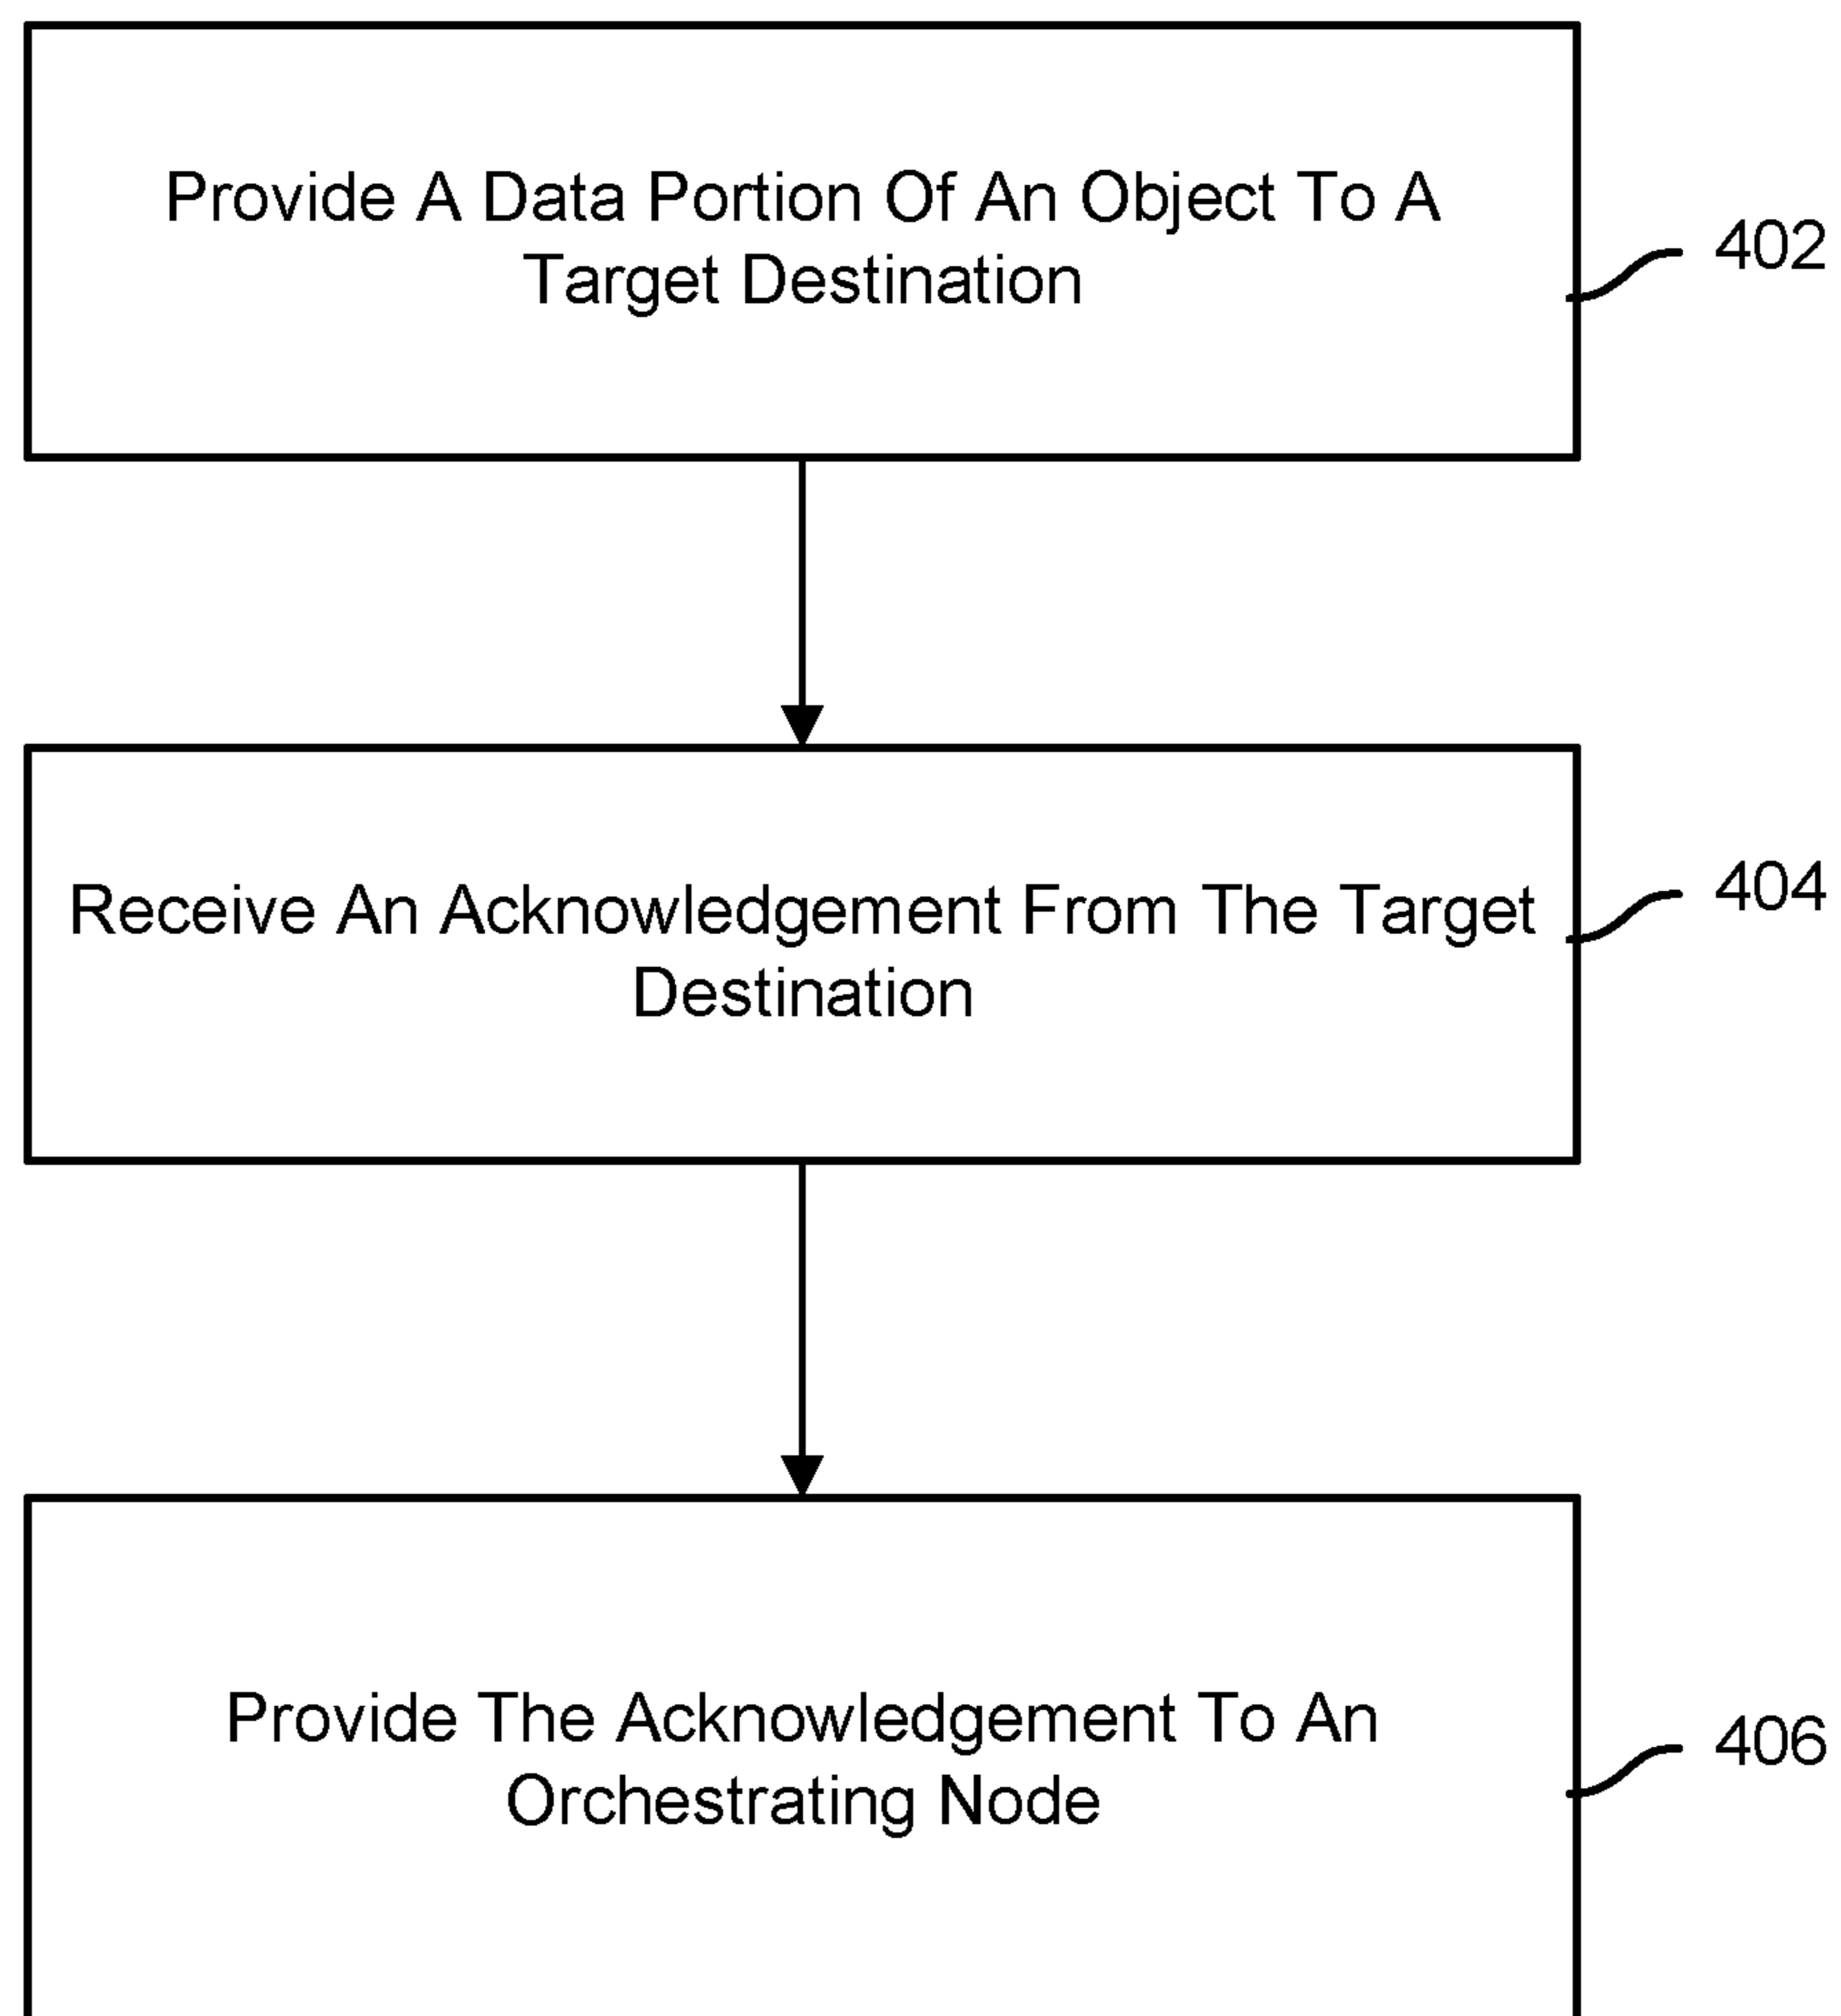 Provide A Data Portion Of An Object To A
Target Destination
402
Receive An Acknowledgement From The Target
Destination
404
Provide The Acknowledgement To An
Orchestrating Node
406